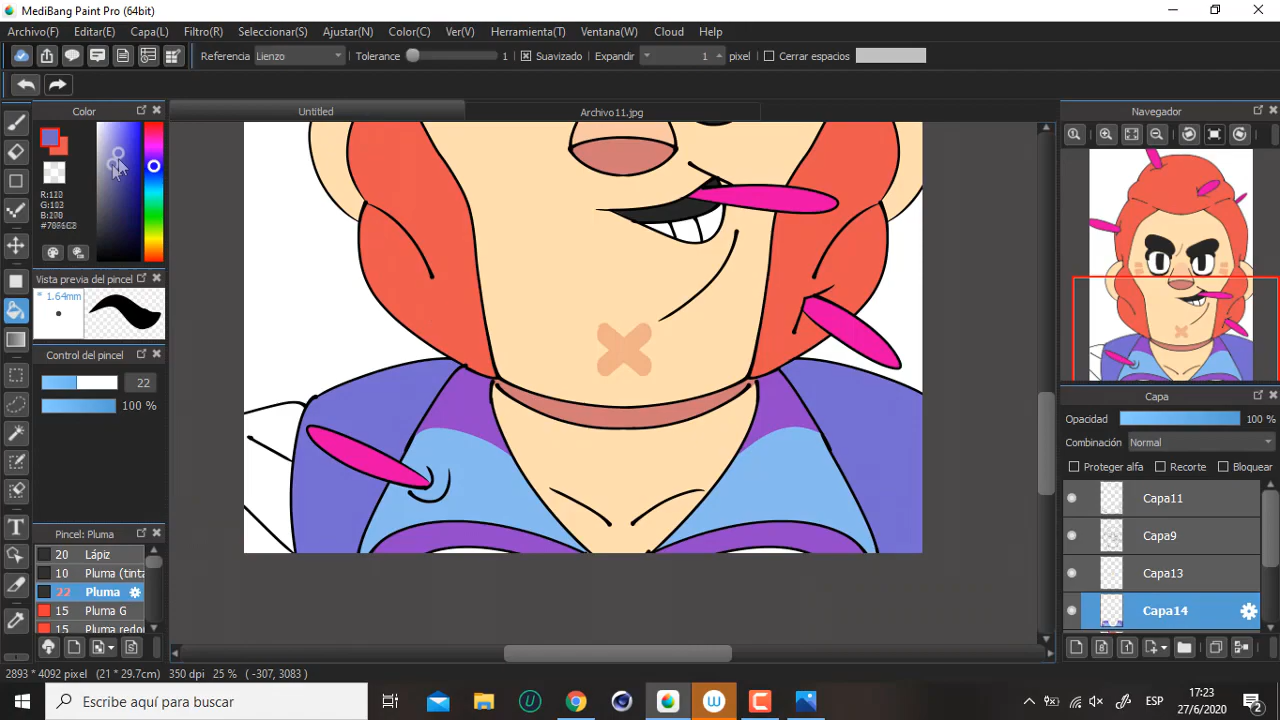 MediBang Paint Pro (64bit)
Archivo(F) Editar(E) Capa(L) Filtro(R) Seleccionar(S) Ajustar(N) Color(C) Ver(V) Herramienta(T) Ventana(W) Cloud Help
Referencia Lienzo Tolerance 1 Suavizado Expandir 1 pixel Cerrar espacios
Color Untitled Archivo11.jpg Navegador
Vista previa del pincel
1.64mm
Control del pincel
22
100 %
Capa
Opacidad 100 %
Combinación Normal
Proteger alfa Recorte Bloquear
Capa11
Capa9
Capa13
Capa14
Pincel: Pluma
20 Lápiz
10 Pluma (tinta
22 Pluma
15 Pluma G
15 Pluma redo
2893 * 4092 pixel (21 * 29.7cm) 350 dpi 25 % ( -307, 3083 )
Escribe aquí para buscar
ESP
17:23
27/6/2020
2